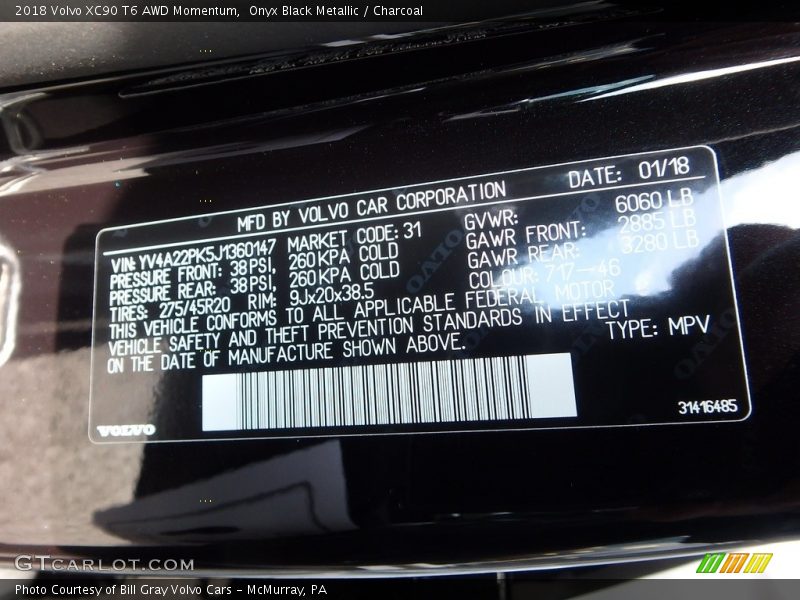 2018 Volvo XC90 T6 AWD Momentum,  Onyx Black Metallic / Charcoal
MFD BY VOLVO CAR CORPORATION DATE: 01/18
VIN: YV4A22PK5J1360147 MARKET CODE: 31 GVWR: 6060 LB
PRESSURE FRONT: 38 PSI, 260 KPA COLD GAWR FRONT: 2885 LB
PRESSURE REAR: 38 PSI, 260 KPA COLD GAWR REAR: 3280 LB
TIRES: 275/45R20 RIM: 9Jx20x38.5 COLOUR: 717-46
THIS VEHICLE CONFORMS TO ALL APPLICABLE FEDERAL MOTOR
VEHICLE SAFETY AND THEFT PREVENTION STANDARDS IN EFFECT
ON THE DATE OF MANUFACTURE SHOWN ABOVE. TYPE: MPV
VOLVO 31416485
GTCARLOT.COM
Photo Courtesy of Bill Gray Volvo Cars - McMurray, PA